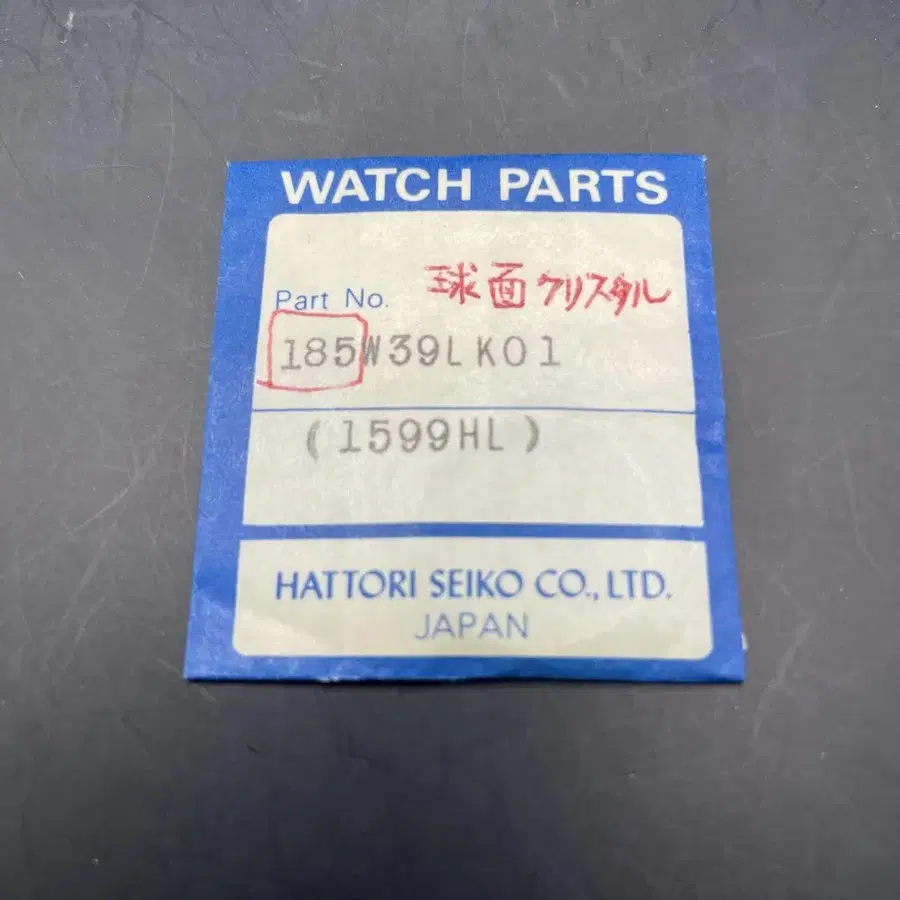 WATCH PARTS
球面クリスタル
Part No.
185W39LK01
(1599HL)
HATTORI SEIKO CO., LTD.
JAPAN